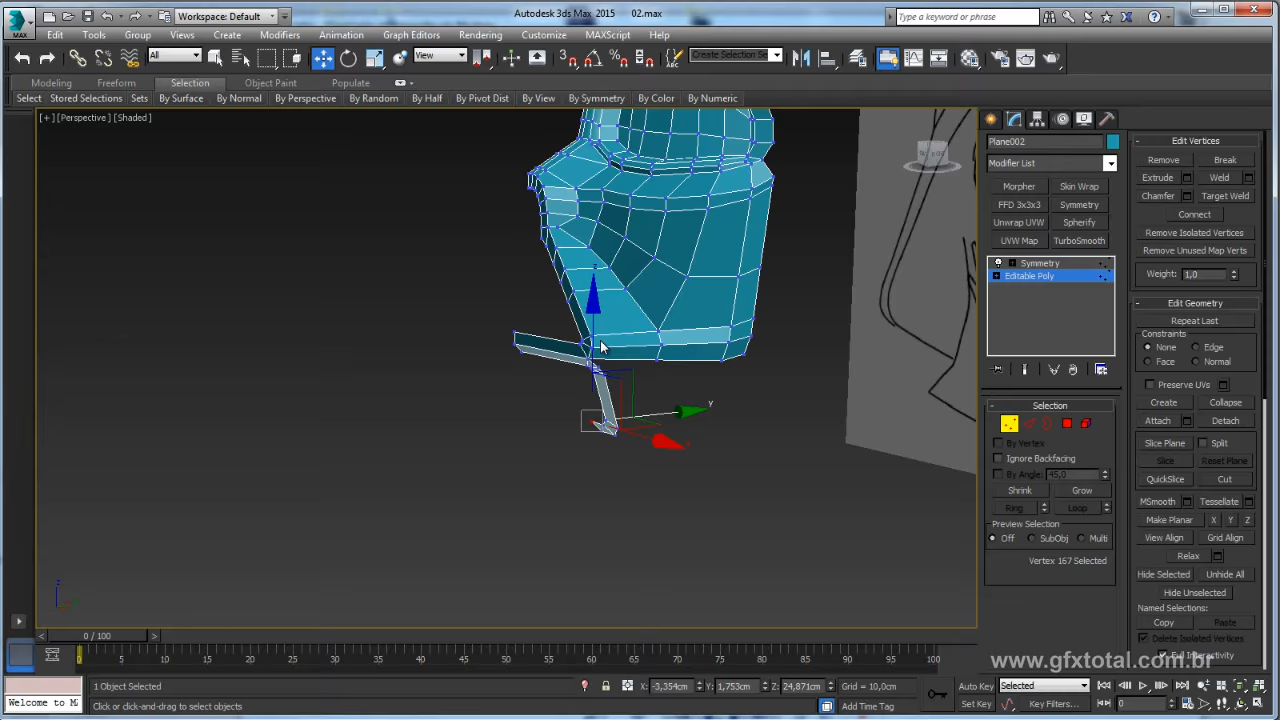 MAX
Workspace: Default
Autodesk 3ds Max 2015    02.max
Type a keyword or phrase
Edit Tools Group Views Create Modifiers Animation Graph Editors Rendering Customize MAXScript Help
All
View
Create Selection Se
Modeling Freeform Selection Object Paint Populate
Select Stored Selections Sets By Surface By Normal By Perspective By Random By Half By Pivot Dist By View By Symmetry By Color By Numeric
[+] [Perspective] [Shaded]
Plane002
Modifier List
Morpher Skin Wrap
FFD 3x3x3 Symmetry
Unwrap UVW Spherify
UVW Map TurboSmooth
Symmetry
Editable Poly
Selection
By Vertex
Ignore Backfacing
By Angle: 45,0
Shrink Grow
Ring Loop
Preview Selection
Off SubObj Multi
Vertex 167 Selected
Edit Vertices
Remove Break
Extrude Weld
Chamfer Target Weld
Connect
Remove Isolated Vertices
Remove Unused Map Verts
Weight: 1,0
Edit Geometry
Repeat Last
Constraints
None Edge
Face Normal
Preserve UVs
Create Collapse
Attach Detach
Slice Plane Split
Slice Reset Plane
QuickSlice Cut
MSmooth Tessellate
Make Planar X Y Z
View Align Grid Align
Relax
Hide Selected Unhide All
Hide Unselected
Named Selections:
Copy Paste
Delete Isolated Vertices
Full Interactivity
y
z
0 / 100
0 5 10 15 20 25 30 35 40 45 50 55 60 65 70 75 80 85 90 95 100
www.gfxtotal.com.br
1 Object Selected
X: -3,354cm Y: 1,753cm Z: 24,871cm Grid = 10,0cm
Auto Key Selected
Welcome to M
Click or click-and-drag to select objects
Add Time Tag
Set Key Key Filters... 0